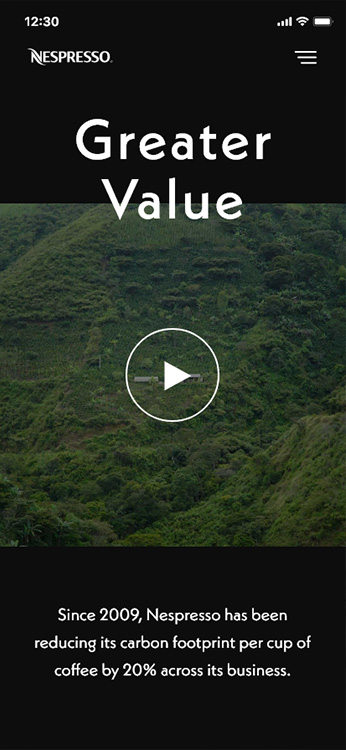 12:30
NESPRESSO.
Greater
Value
Since 2009, Nespresso has been
reducing its carbon footprint per cup of
coffee by 20% across its business.